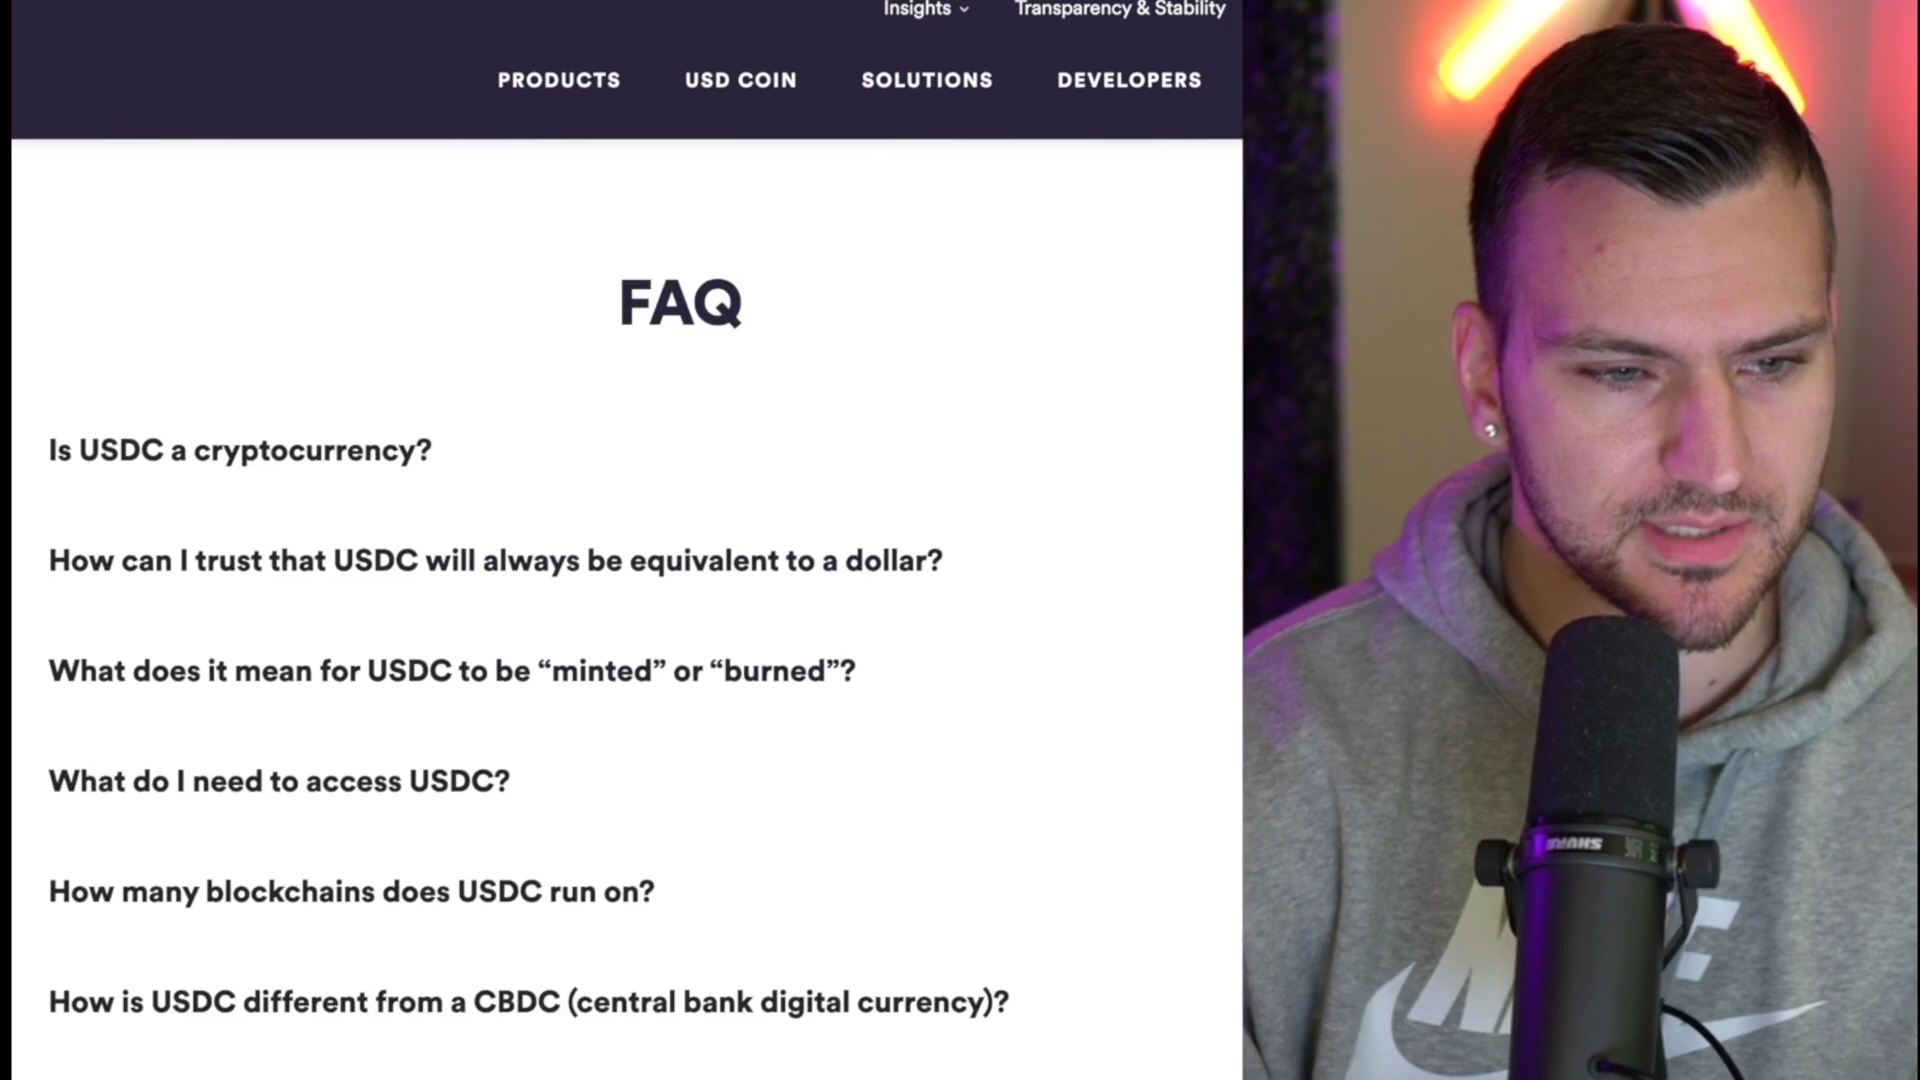 Insights
Transparency & Stability
PRODUCTS
USD COIN
SOLUTIONS
DEVELOPERS
FAQ
Is USDC a cryptocurrency?
How can I trust that USDC will always be equivalent to a dollar?
What does it mean for USDC to be “minted” or “burned”?
What do I need to access USDC?
How many blockchains does USDC run on?
How is USDC different from a CBDC (central bank digital currency)?
SHURE